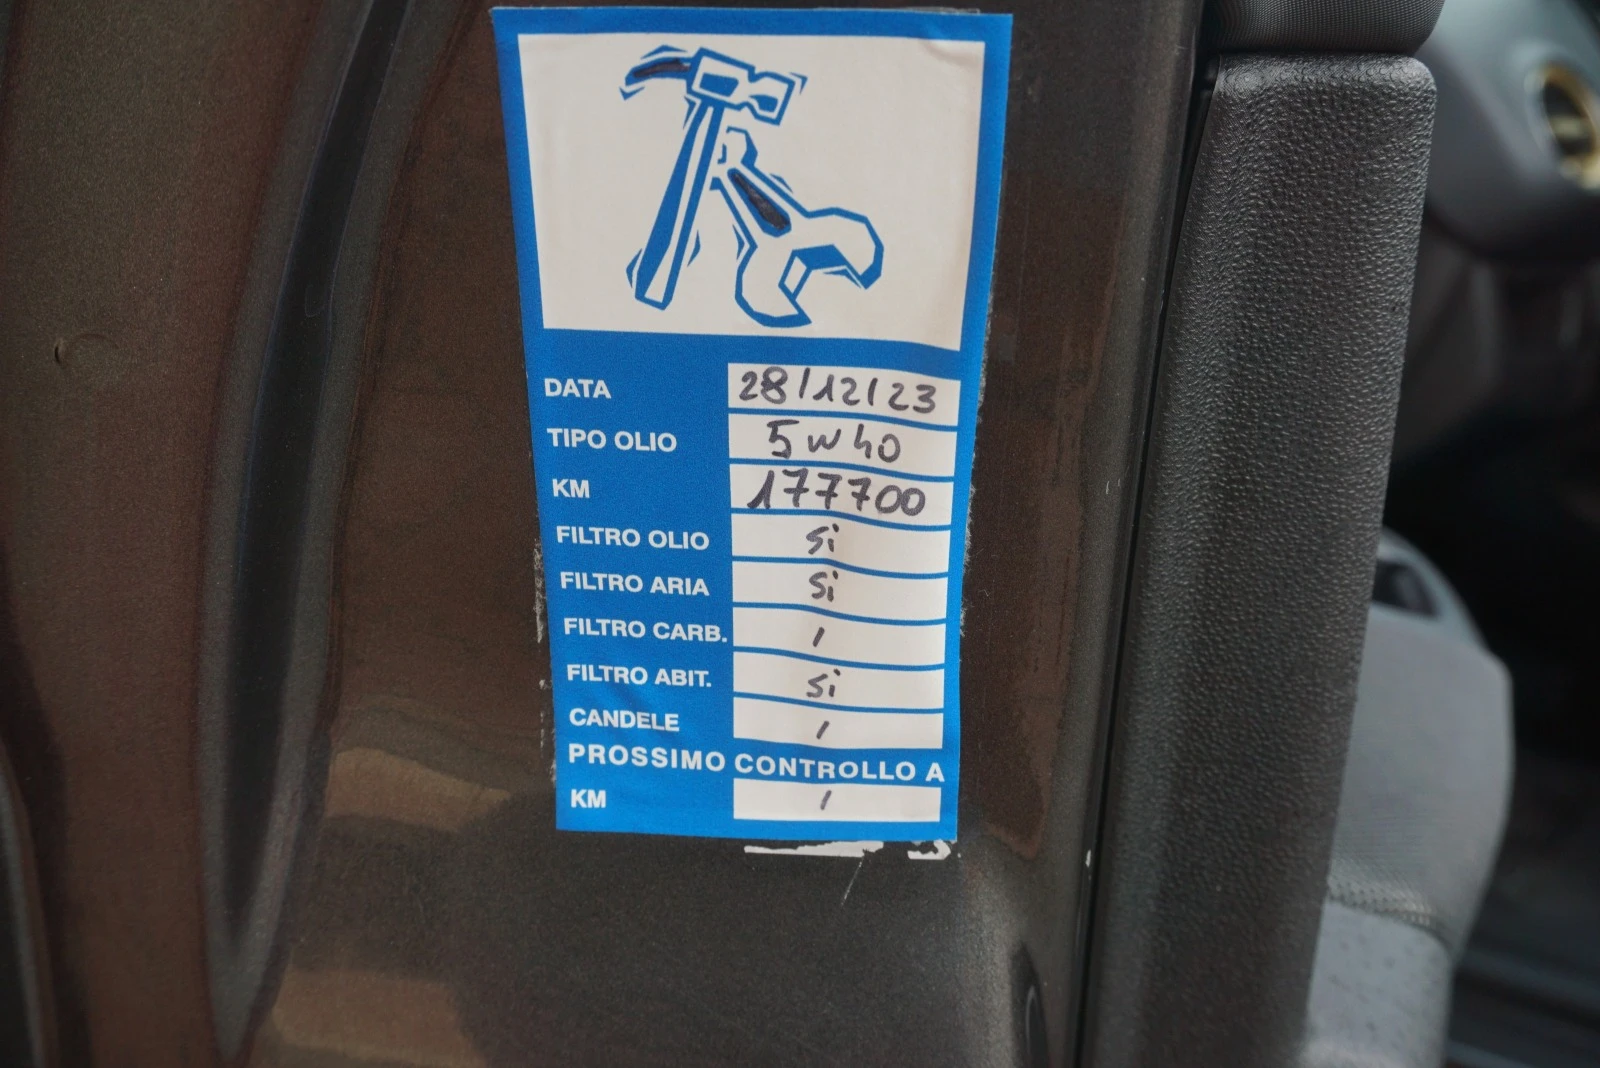 DATA 28/12/23
TIPO OLIO 5W40
KM 177700
FILTRO OLIO Si
FILTRO ARIA Si
FILTRO CARB. /
FILTRO ABIT. Si
CANDELE /
PROSSIMO CONTROLLO A
KM /